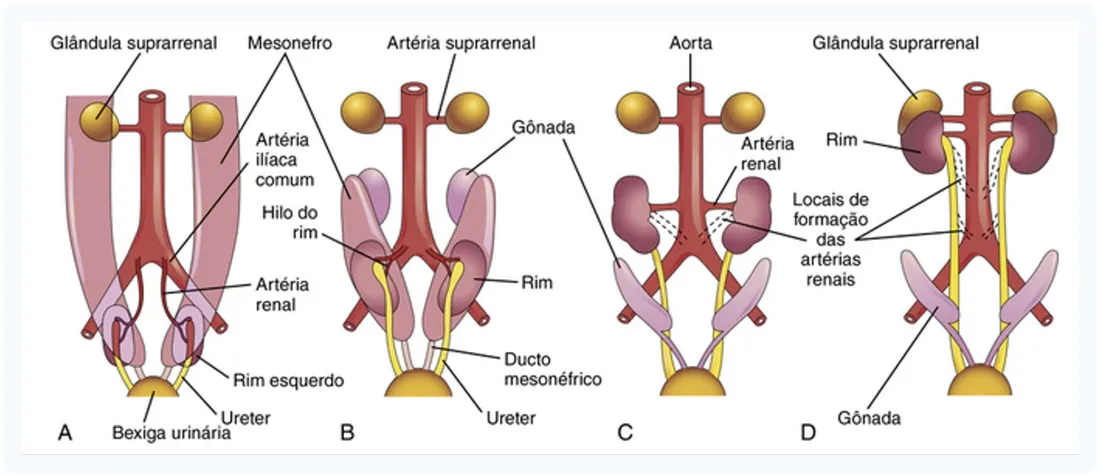 Glândula suprarrenal
Mesonefro
Artéria suprarrenal
Aorta
Glândula suprarrenal
Artéria
ilíaca
comum
Gônada
Artéria
renal
Rim
Hilo do
rim
Locais de
formação
das
artérias
renais
Artéria
renal
Rim
Ducto
mesonéfrico
Rim esquerdo
Ureter
Ureter
Gônada
Bexiga urinária
A
B
C
D